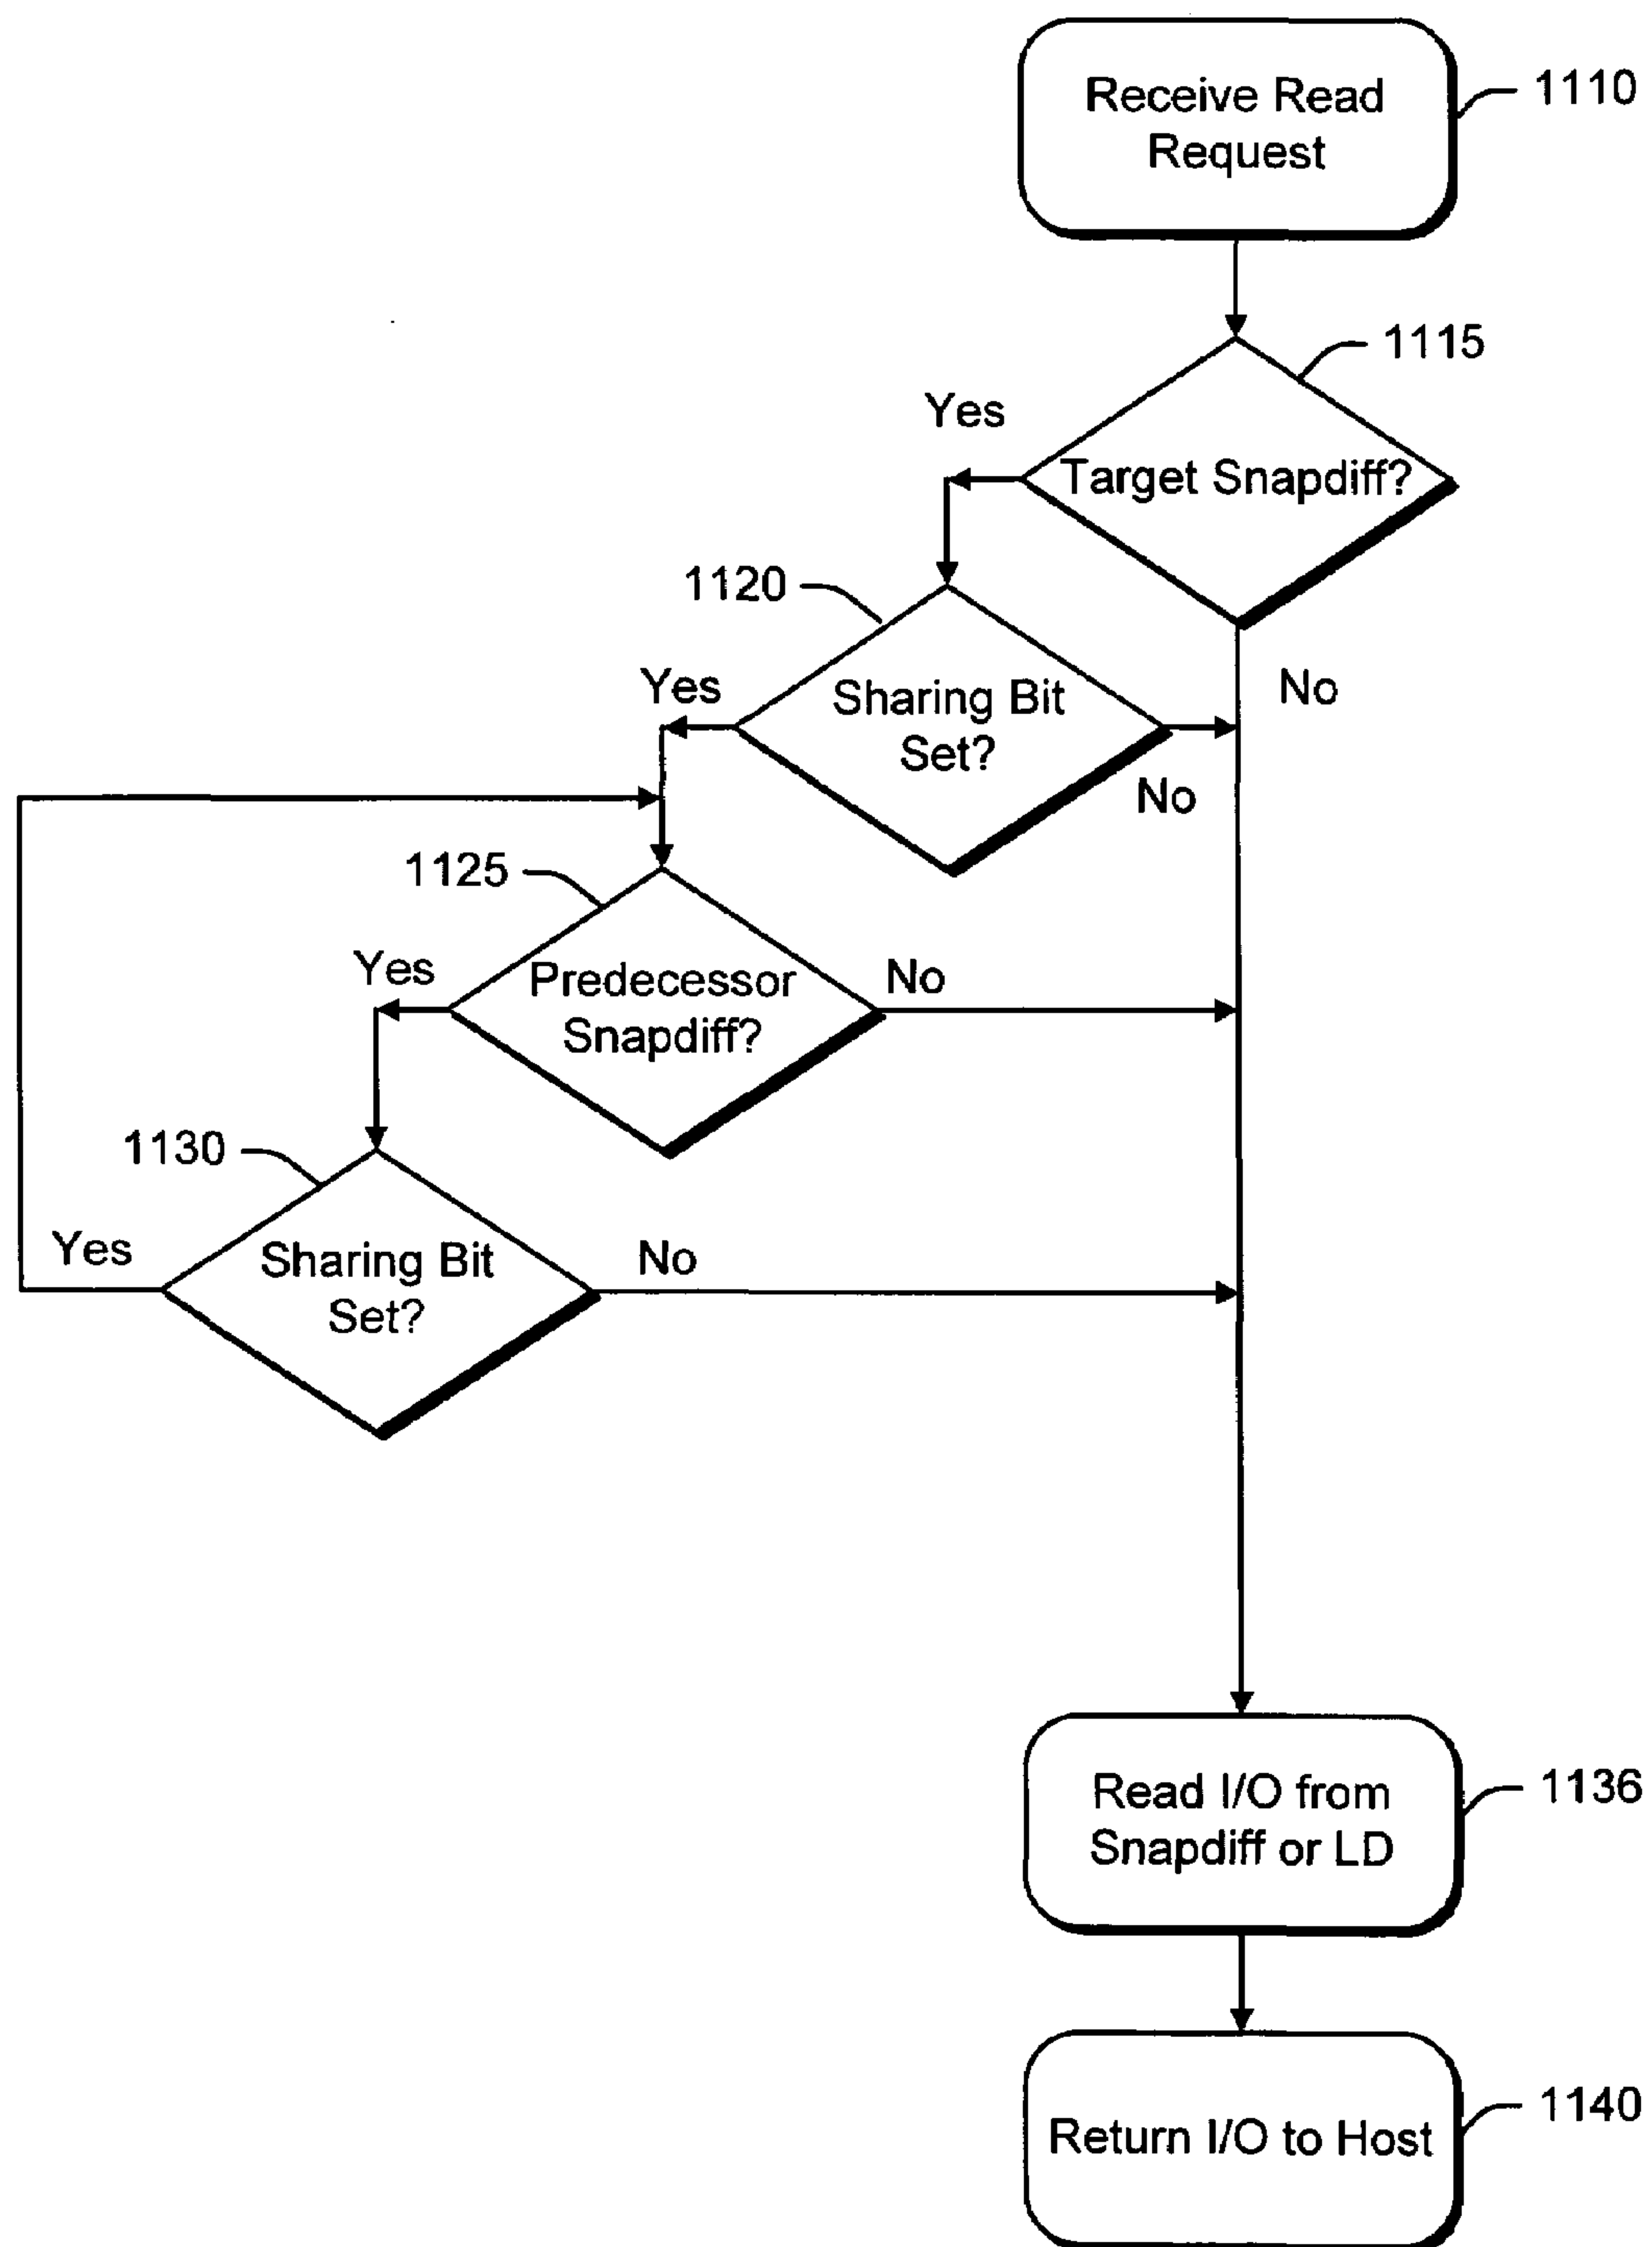 Receive Read
Request
1110
1115
Yes
Target Snapdiff?
No
1120
Yes
Sharing Bit
Set?
No
1125
Yes
Predecessor
Snapdiff?
No
1130
Yes
Sharing Bit
Set?
No
Read I/O from
Snapdiff or LD
1136
Return I/O to Host
1140